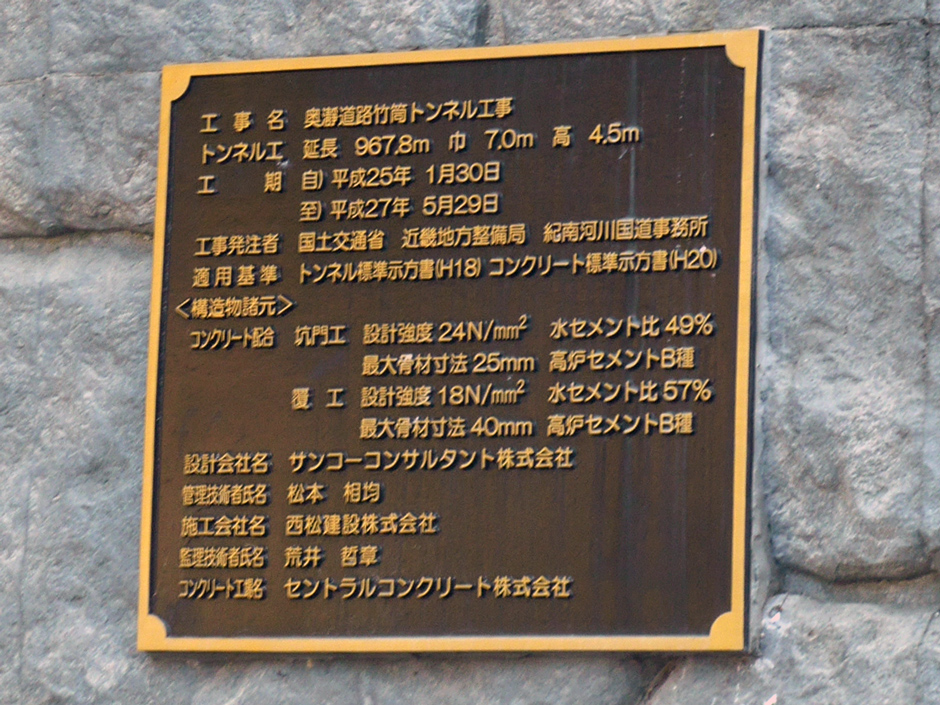 工事名 奥瀞道路竹筒トンネル工事
トンネル工 延長 967.8m 巾 7.0m 高 4.5m
工期 自) 平成25年 1月30日
至) 平成27年 5月29日
工事発注者 国土交通省 近畿地方整備局 紀南河川国道事務所
適用基準 トンネル標準示方書(H18) コンクリート標準示方書(H20)
<構造物諸元>
コンクリート配合 坑門工 設計強度 24N/mm² 水セメント比 49%
最大骨材寸法 25mm 高炉セメントB種
覆工 設計強度 18N/mm² 水セメント比 57%
最大骨材寸法 40mm 高炉セメントB種
設計会社名 サンコーコンサルタント株式会社
管理技術者氏名 松本 相均
施工会社名 西松建設株式会社
監理技術者氏名 荒井 哲章
コンクリート工場名 セントラルコンクリート株式会社